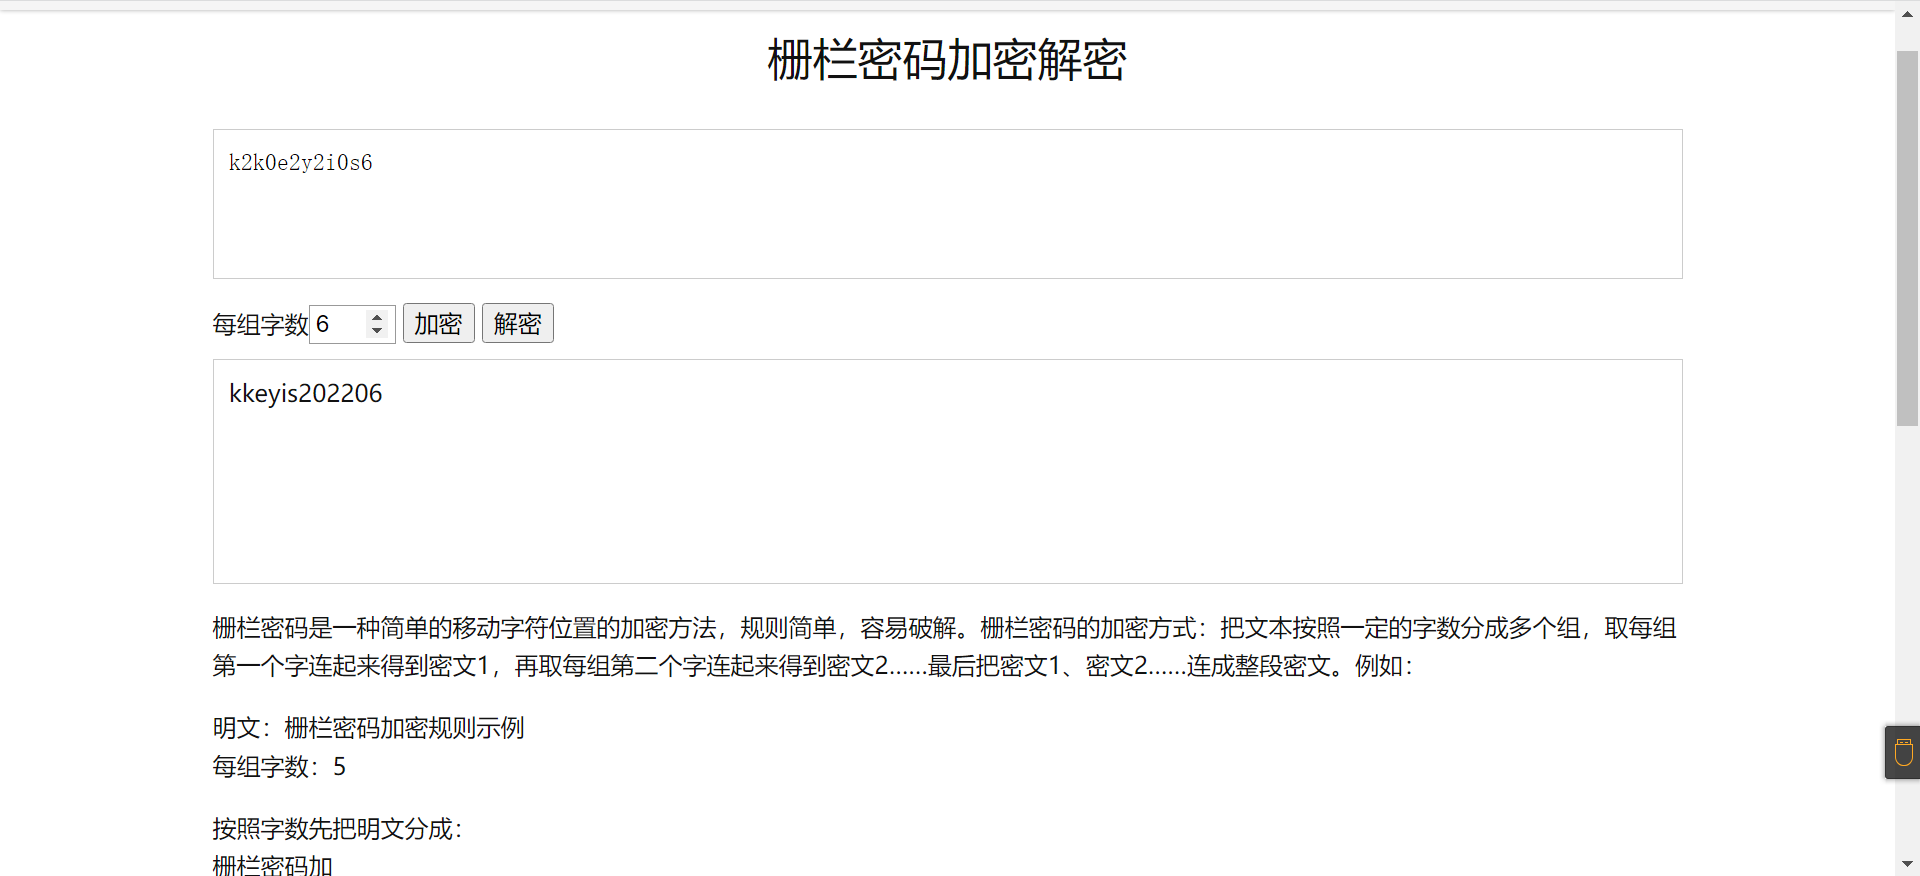 栅栏密码加密解密
k2k0e2y2i0s6
每组字数 6 加密 解密
kkeyis202206
栅栏密码是一种简单的移动字符位置的加密方法，规则简单，容易破解。栅栏密码的加密方式：把文本按照一定的字数分成多个组，取每组
第一个字连起来得到密文1，再取每组第二个字连起来得到密文2……最后把密文1、密文2……连成整段密文。例如：
明文：栅栏密码加密规则示例
每组字数：5
按照字数先把明文分成：
栅栏密码加